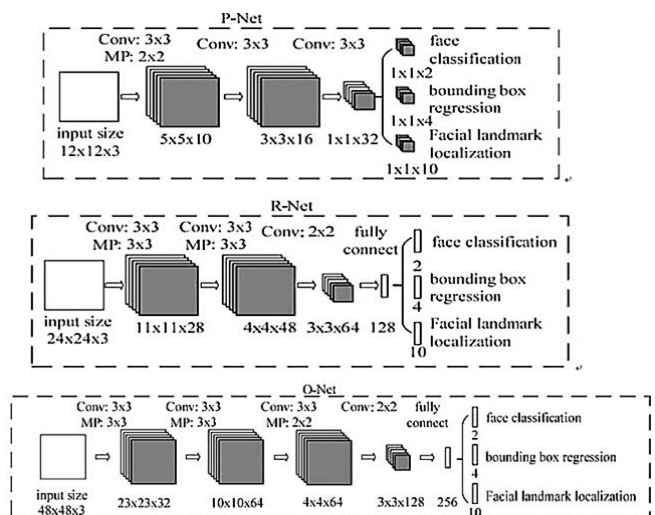 P-Net
Conv: 3x3 Conv: 3x3 Conv: 3x3
MP: 2x2
face
classification
1x1x2
bounding box
regression
1x1x4
Facial landmark
localization
1x1x10
input size
12x12x3
5x5x10 3x3x16 1x1x32
R-Net
Conv: 3x3 Conv: 3x3 Conv: 2x2 fully
MP: 3x3 MP: 3x3 connect
face classification
2
bounding box
regression
4
Facial landmark
localization
10
input size
24x24x3
11x11x28 4x4x48 3x3x64 128
O-Net
Conv: 3x3 Conv: 3x3 Conv: 3x3 Conv: 2x2 fully
MP: 3x3 MP: 3x3 MP: 2x2 connect
face classification
2
bounding box regression
4
Facial landmark localization
10
input size
48x48x3
23x23x32 10x10x64 4x4x64 3x3x128 256